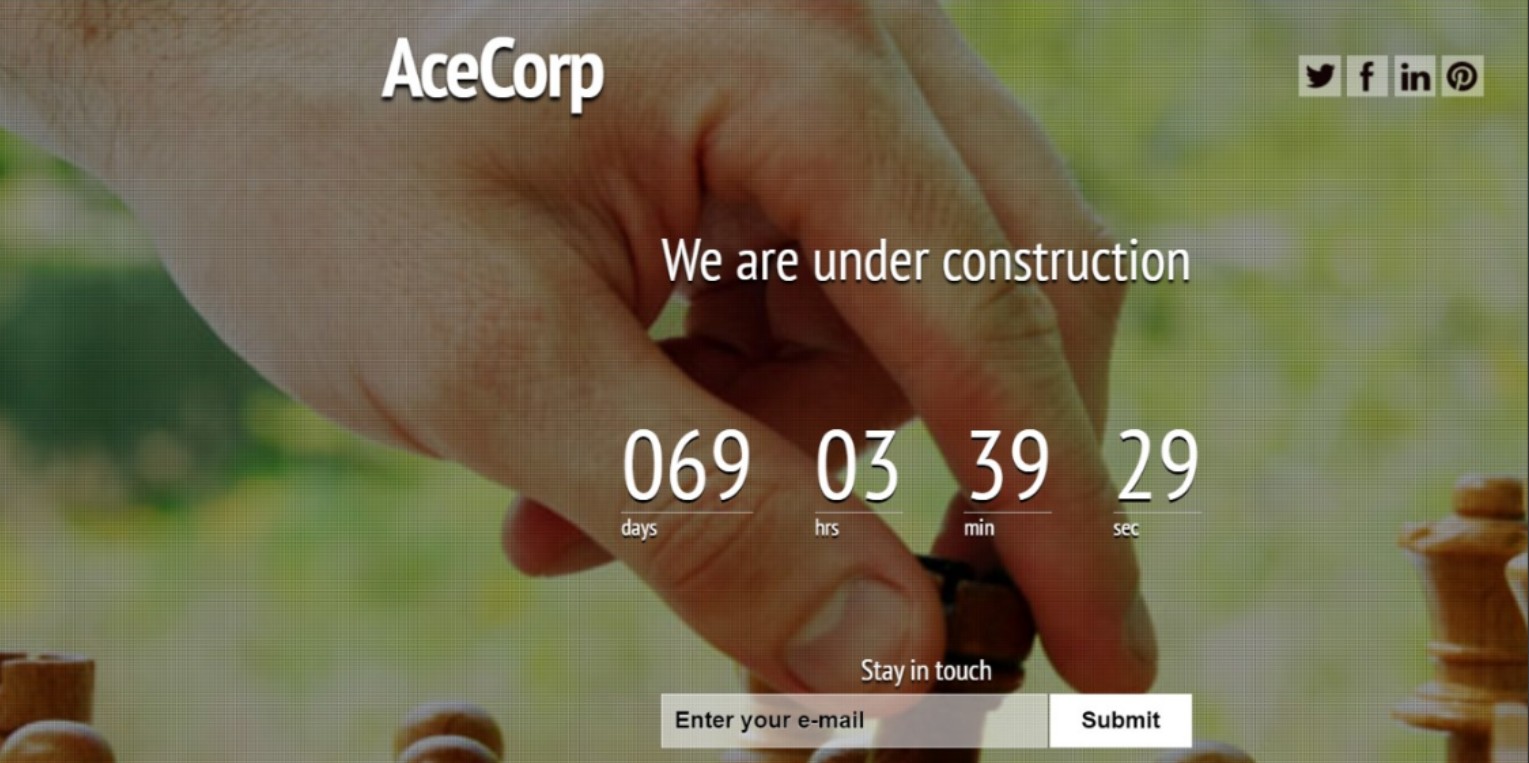 AceCorp
We are under construction
069 03 39 29
days hrs min sec
Stay in touch
Enter your e-mail Submit